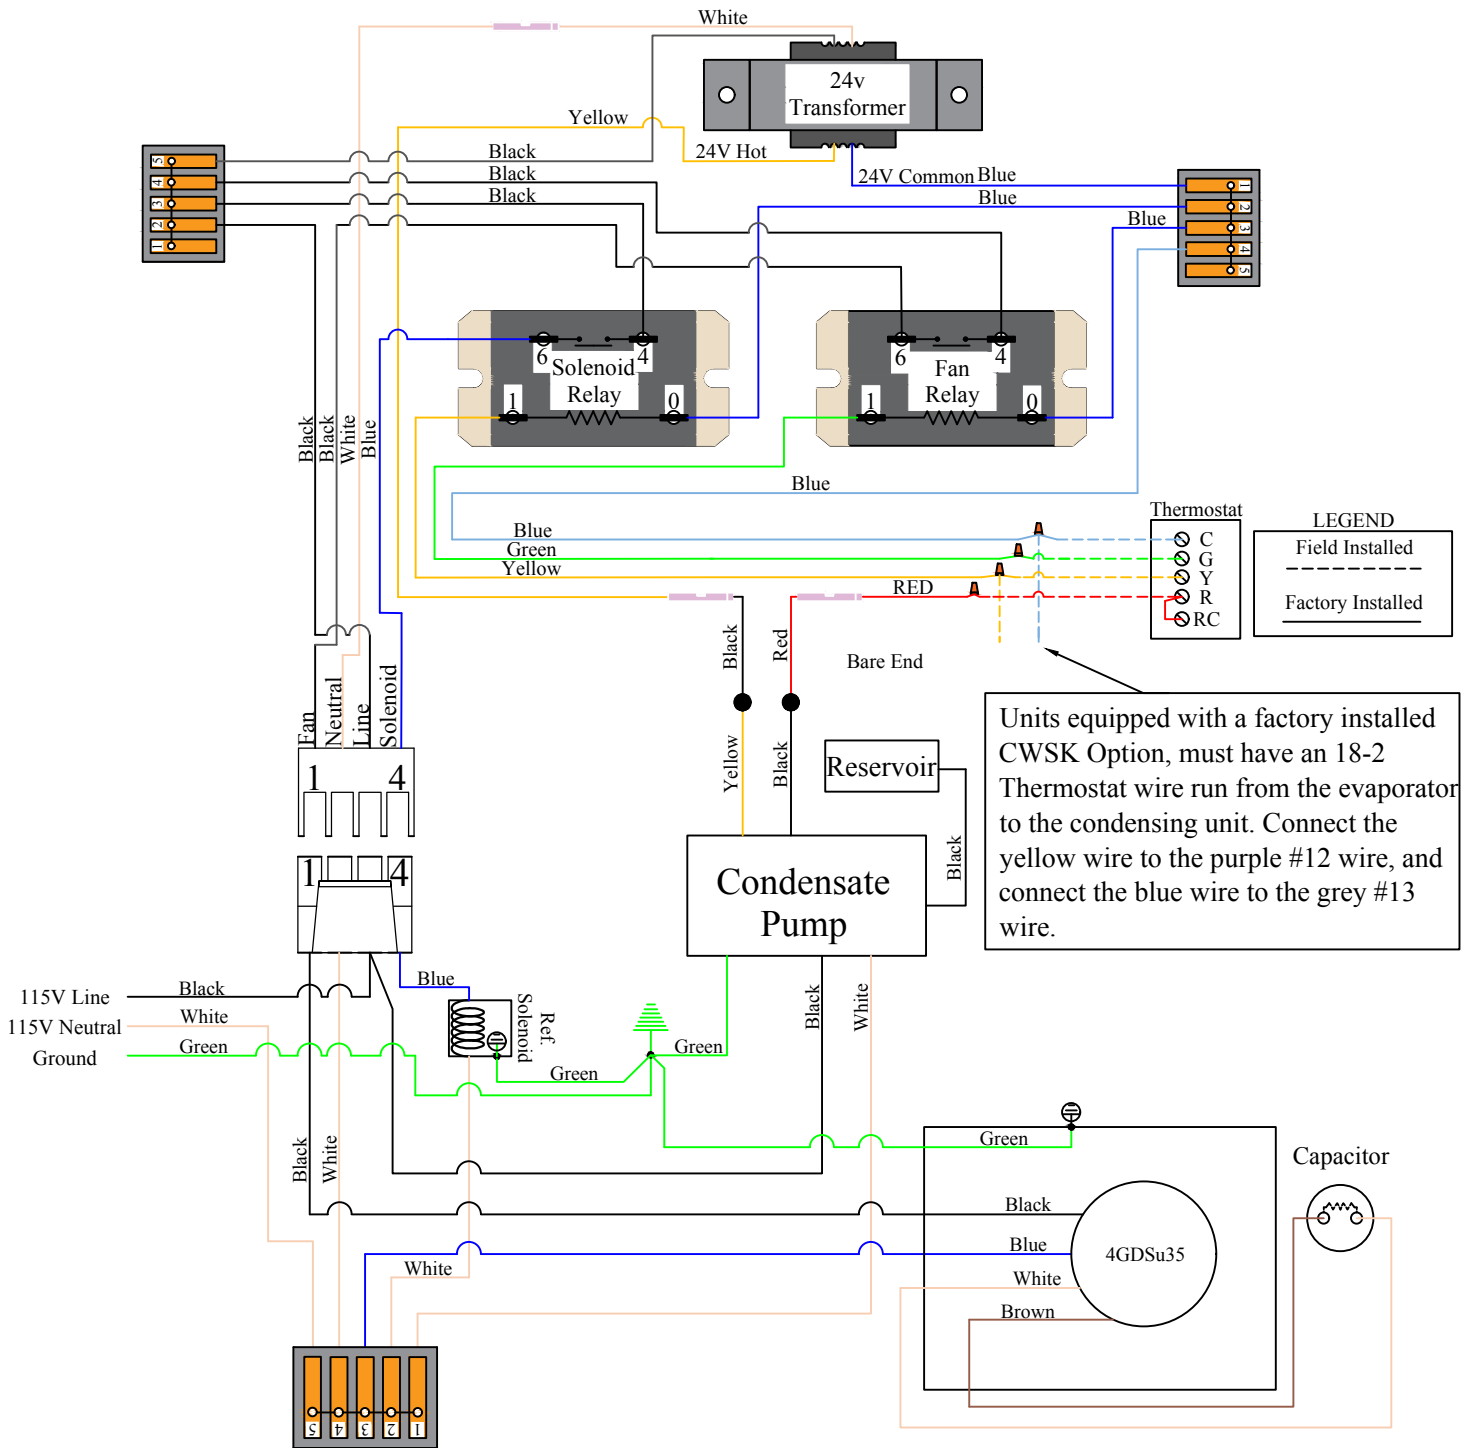 White
24v
Transformer
Yellow
24V Hot
Black
Black
Black
24V Common Blue
Blue
Blue
5
4
3
2
1
1
2
3
4
5
6
4
Solenoid
Relay
1
0
6
4
Fan
Relay
1
0
Black
Black
White
Blue
Blue
Blue
Green
Yellow
RED
Thermostat
C
G
Y
R
RC
LEGEND
Field Installed
Factory Installed
Black
Red
Bare End
Fan
Neutral
Line
Solenoid
1 4
Yellow
Black
Reservoir
Black
Units equipped with a factory installed
CWSK Option, must have an 18-2
Thermostat wire run from the evaporator
to the condensing unit. Connect the
yellow wire to the purple #12 wire, and
connect the blue wire to the grey #13
wire.
1 4
Condensate
Pump
115V Line
Black
115V Neutral
White
Ground
Green
Blue
Ref.
Solenoid
Green
Green
Black
White
Black
White
Green
Capacitor
Black
Blue
White
Brown
4GDSu35
White
5
4
3
2
1